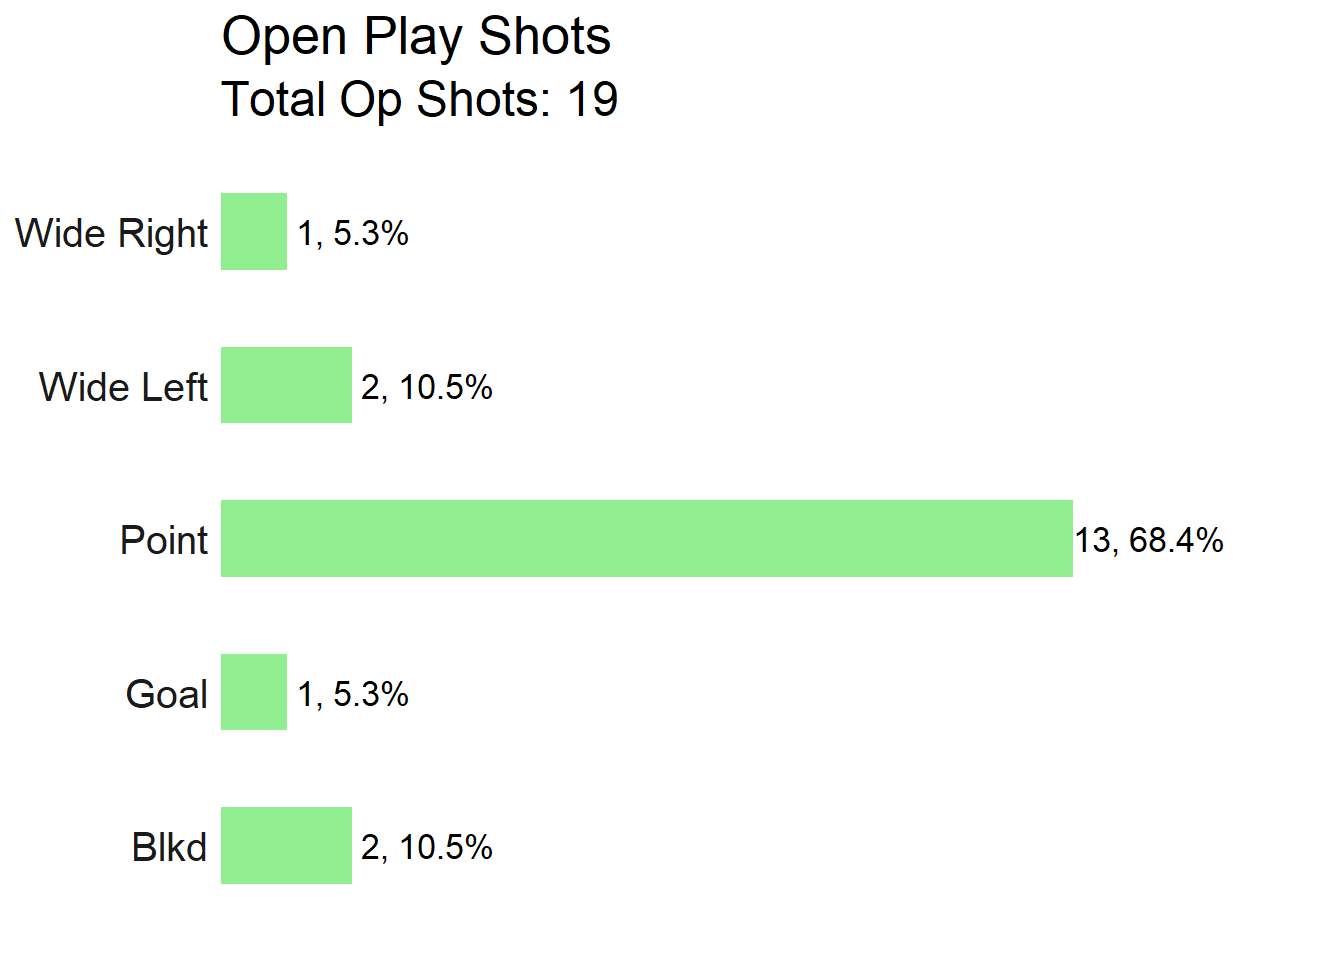 Open Play Shots
Total Op Shots: 19
Wide Right 1, 5.3%
Wide Left 2, 10.5%
Point 13, 68.4%
Goal 1, 5.3%
Blkd 2, 10.5%